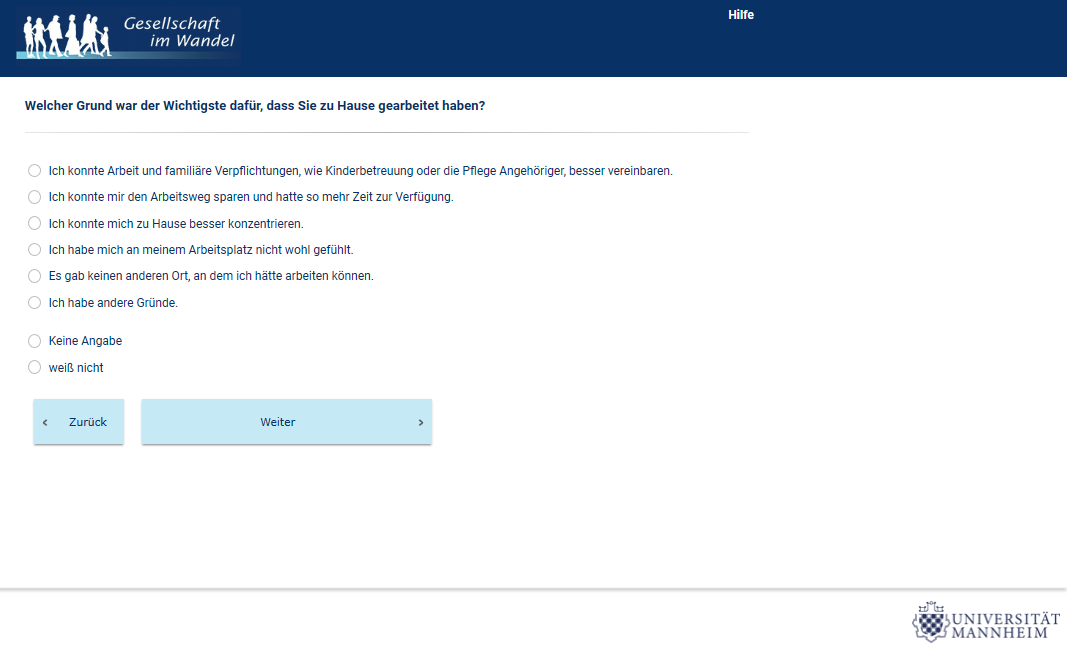 Gesellschaft
im Wandel
Hilfe
Welcher Grund war der Wichtigste dafür, dass Sie zu Hause gearbeitet haben?
Ich konnte Arbeit und familiäre Verpflichtungen, wie Kinderbetreuung oder die Pflege Angehöriger, besser vereinbaren.
Ich konnte mir den Arbeitsweg sparen und hatte so mehr Zeit zur Verfügung.
Ich konnte mich zu Hause besser konzentrieren.
Ich habe mich an meinem Arbeitsplatz nicht wohl gefühlt.
Es gab keinen anderen Ort, an dem ich hätte arbeiten können.
Ich habe andere Gründe.
Keine Angabe
weiß nicht
‹ Zurück
Weiter ›
UNIVERSITÄT
MANNHEIM